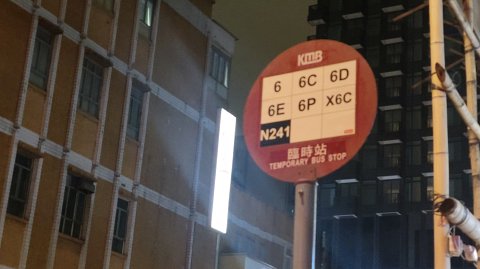 KMB
6 6C 6D
6E 6P X6C
N241
臨時站
TEMPORARY BUS STOP